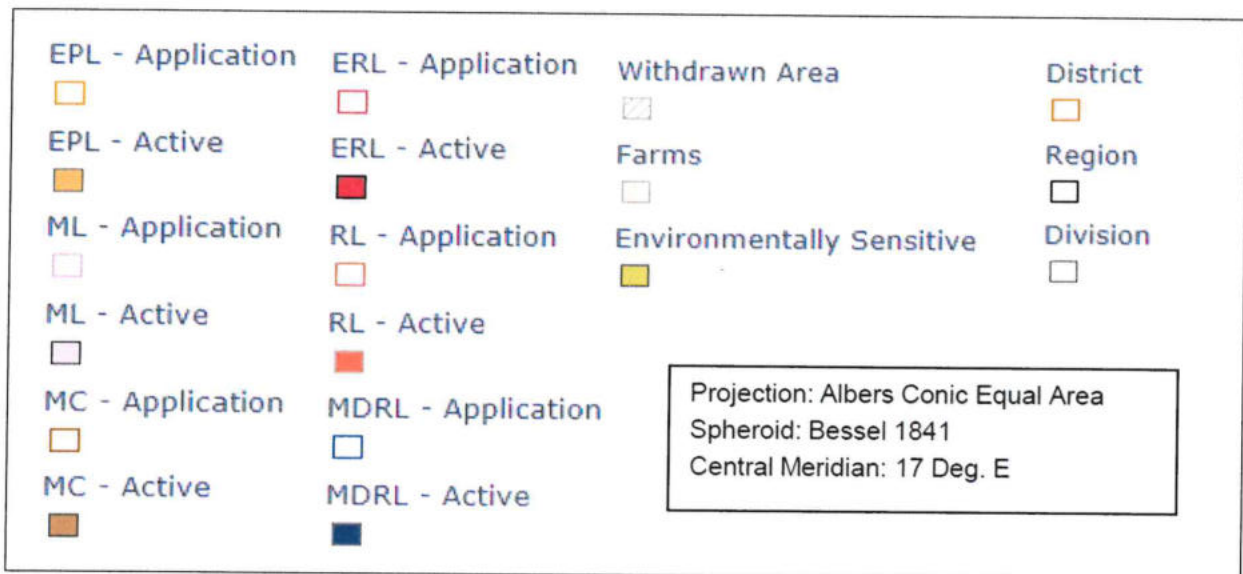 EPL - Application
EPL - Active
ML - Application
ML - Active
MC - Application
MC - Active
ERL - Application
ERL - Active
RL - Application
RL - Active
MDRL - Application
MDRL - Active
Withdrawn Area
Farms
Environmentally Sensitive
District
Region
Division
Projection: Albers Conic Equal Area
Spheroid: Bessel 1841
Central Meridian: 17 Deg. E